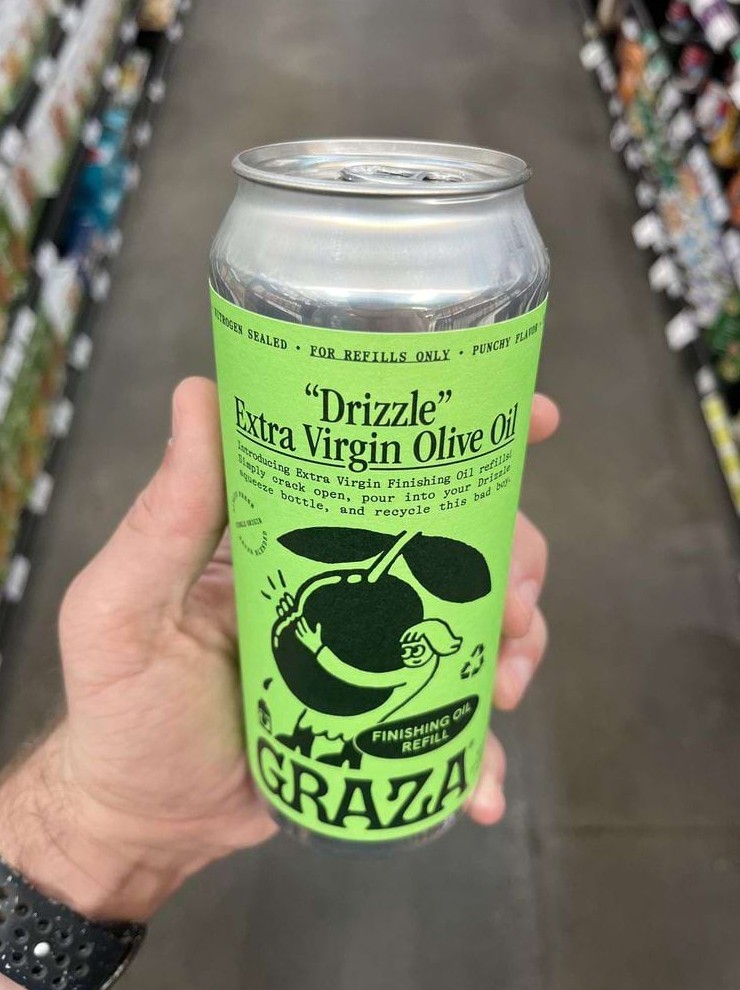 NITROGEN SEALED • FOR REFILLS ONLY • PUNCHY FLAVOR
“Drizzle”
Extra Virgin Olive Oil
Introducing Extra Virgin Finishing Oil refills!
Simply crack open, pour into your Drizzle
squeeze bottle, and recycle this bad boy.
FINISHING OIL
REFILL
GRAZA